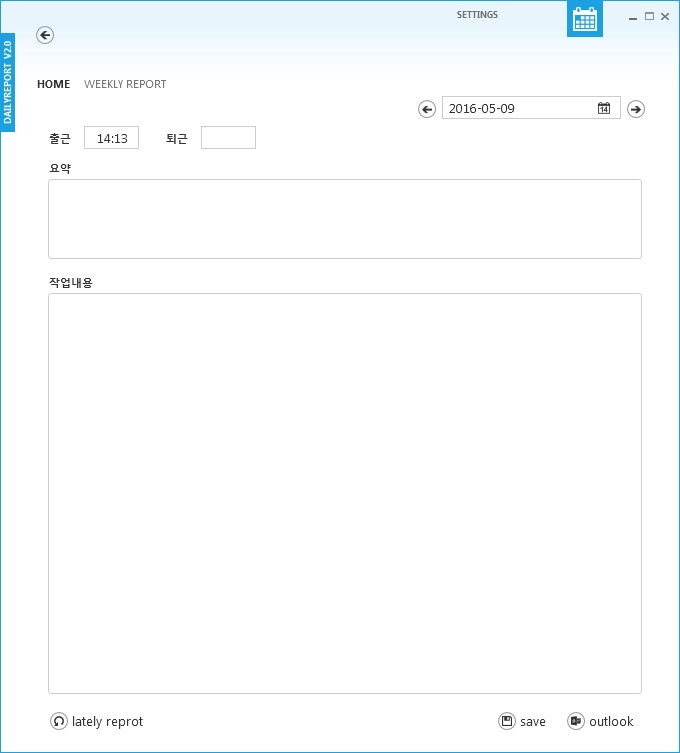 SETTINGS
DAILYREPORT V2.0
HOME WEEKLY REPORT
2016-05-09 14
출근 14:13 퇴근
요약
작업내용
lately reprot save outlook